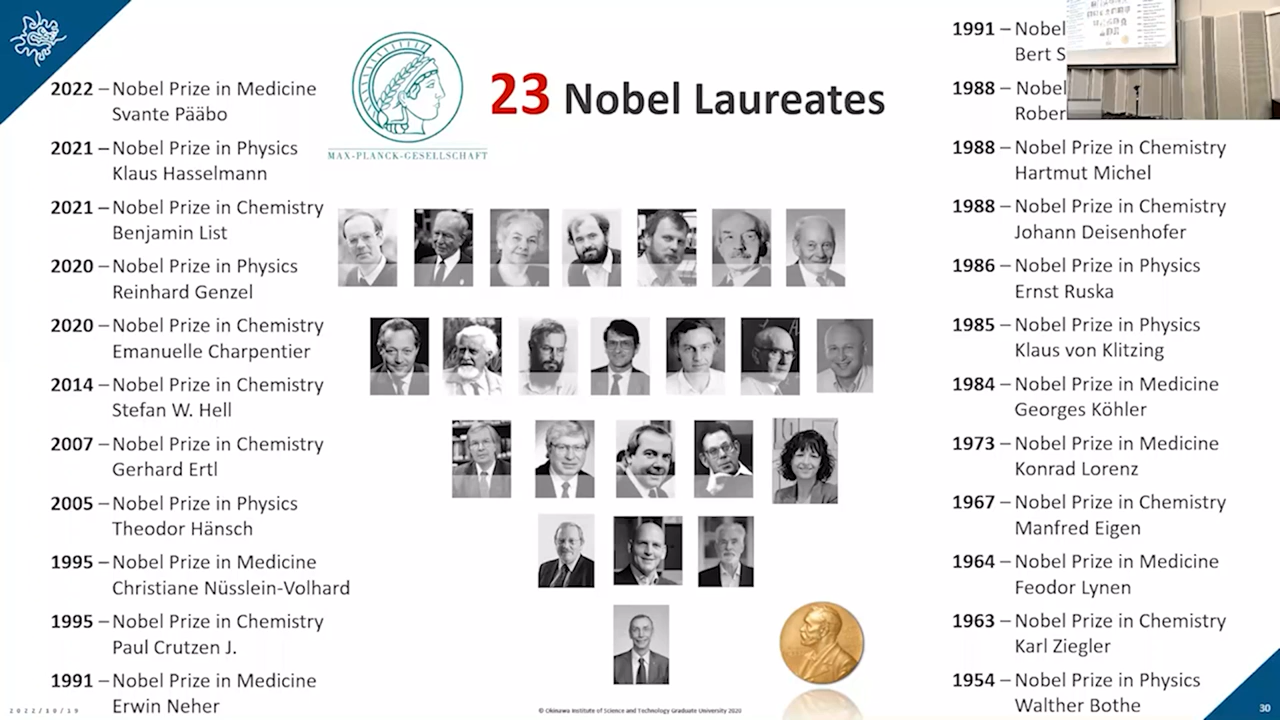 23 Nobel Laureates
MAX-PLANCK-GESELLSCHAFT
2022 – Nobel Prize in Medicine
Svante Pääbo
2021 – Nobel Prize in Physics
Klaus Hasselmann
2021 – Nobel Prize in Chemistry
Benjamin List
2020 – Nobel Prize in Physics
Reinhard Genzel
2020 – Nobel Prize in Chemistry
Emanuelle Charpentier
2014 – Nobel Prize in Chemistry
Stefan W. Hell
2007 – Nobel Prize in Chemistry
Gerhard Ertl
2005 – Nobel Prize in Physics
Theodor Hänsch
1995 – Nobel Prize in Medicine
Christiane Nüsslein-Volhard
1995 – Nobel Prize in Chemistry
Paul Crutzen J.
1991 – Nobel Prize in Medicine
Erwin Neher
1991 – Nobel
Bert S
1988 – Nobel
Rober
1988 – Nobel Prize in Chemistry
Hartmut Michel
1988 – Nobel Prize in Chemistry
Johann Deisenhofer
1986 – Nobel Prize in Physics
Ernst Ruska
1985 – Nobel Prize in Physics
Klaus von Klitzing
1984 – Nobel Prize in Medicine
Georges Köhler
1973 – Nobel Prize in Medicine
Konrad Lorenz
1967 – Nobel Prize in Chemistry
Manfred Eigen
1964 – Nobel Prize in Medicine
Feodor Lynen
1963 – Nobel Prize in Chemistry
Karl Ziegler
1954 – Nobel Prize in Physics
Walther Bothe
2022/10/19
© Okinawa Institute of Science and Technology Graduate University 2020
30